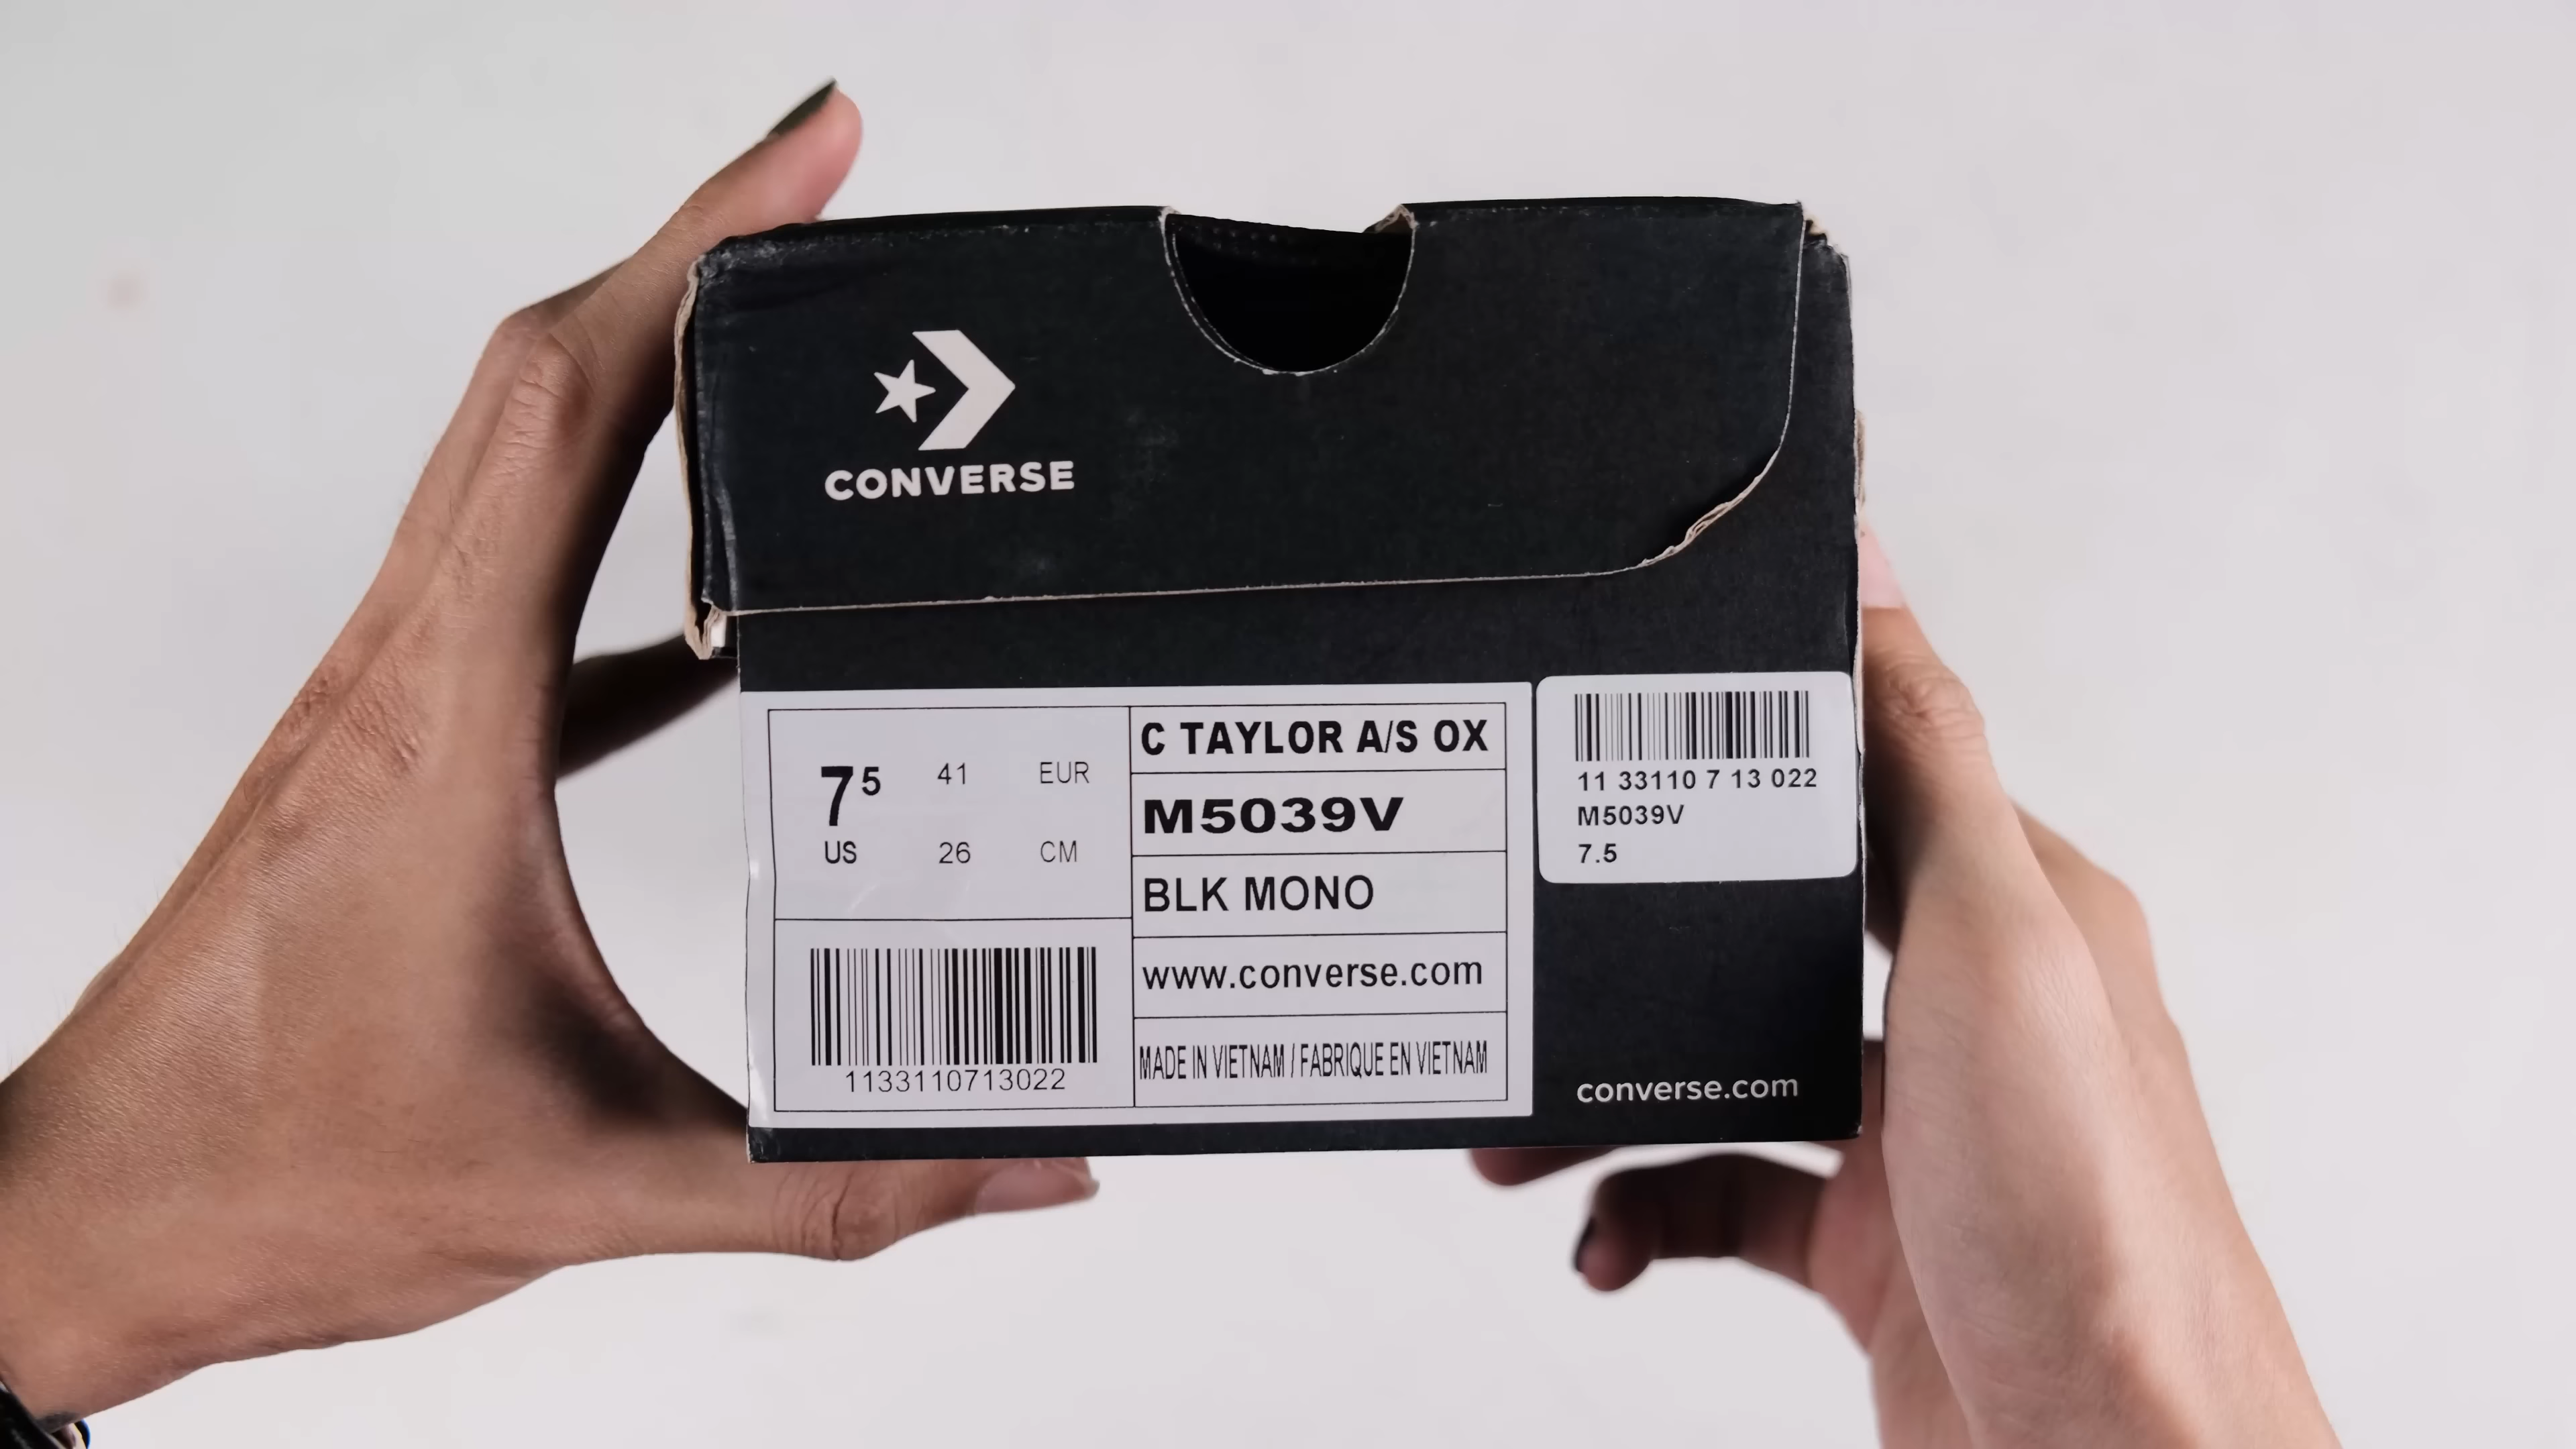 CONVERSE
7⁵ 41 EUR
US 26 CM
1133110713022
C TAYLOR A/S OX
M5039V
BLK MONO
www.converse.com
MADE IN VIETNAM / FABRIQUE EN VIETNAM
11 33110 7 13 022
M5039V
7.5
converse.com